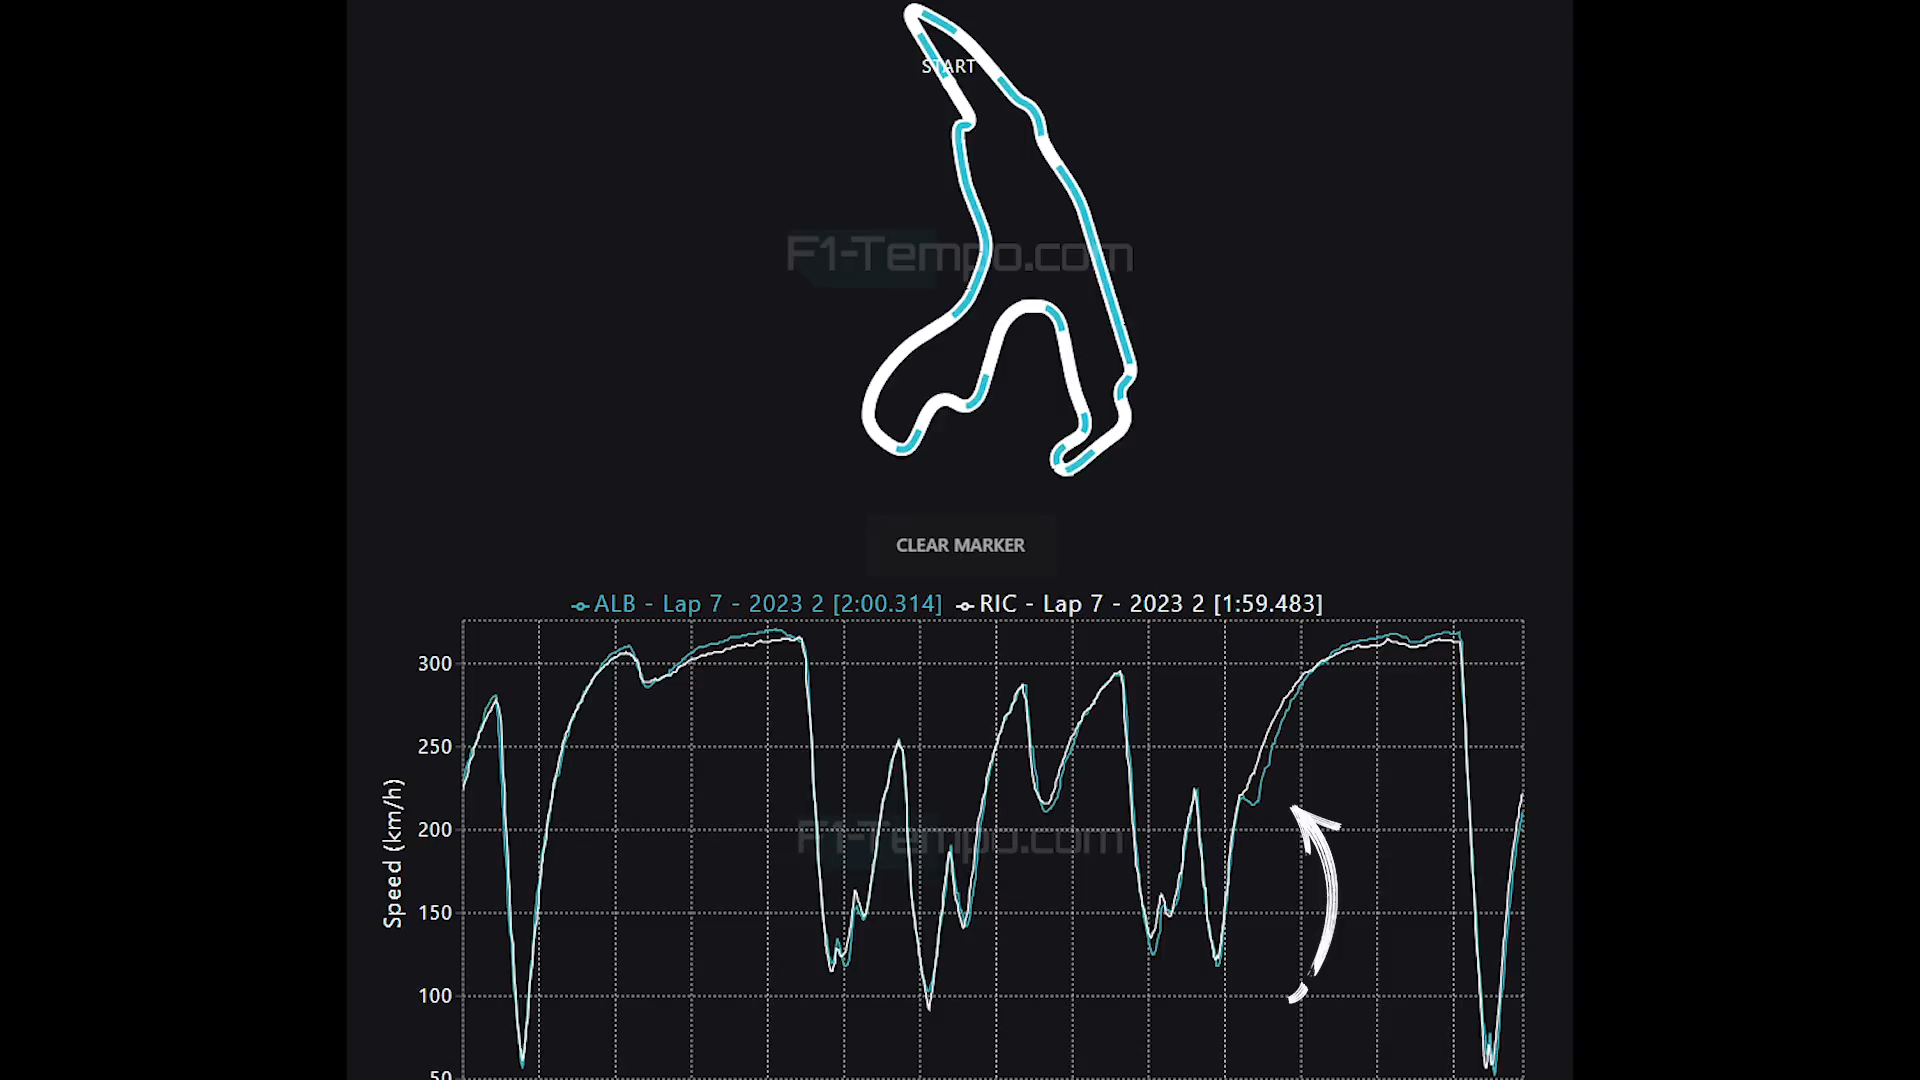 START
F1-Tempo.com
CLEAR MARKER
ALB - Lap 7 - 2023 2 [2:00.314] RIC - Lap 7 - 2023 2 [1:59.483]
300
250
200
150
100
50
Speed (km/h)
F1-Tempo.com